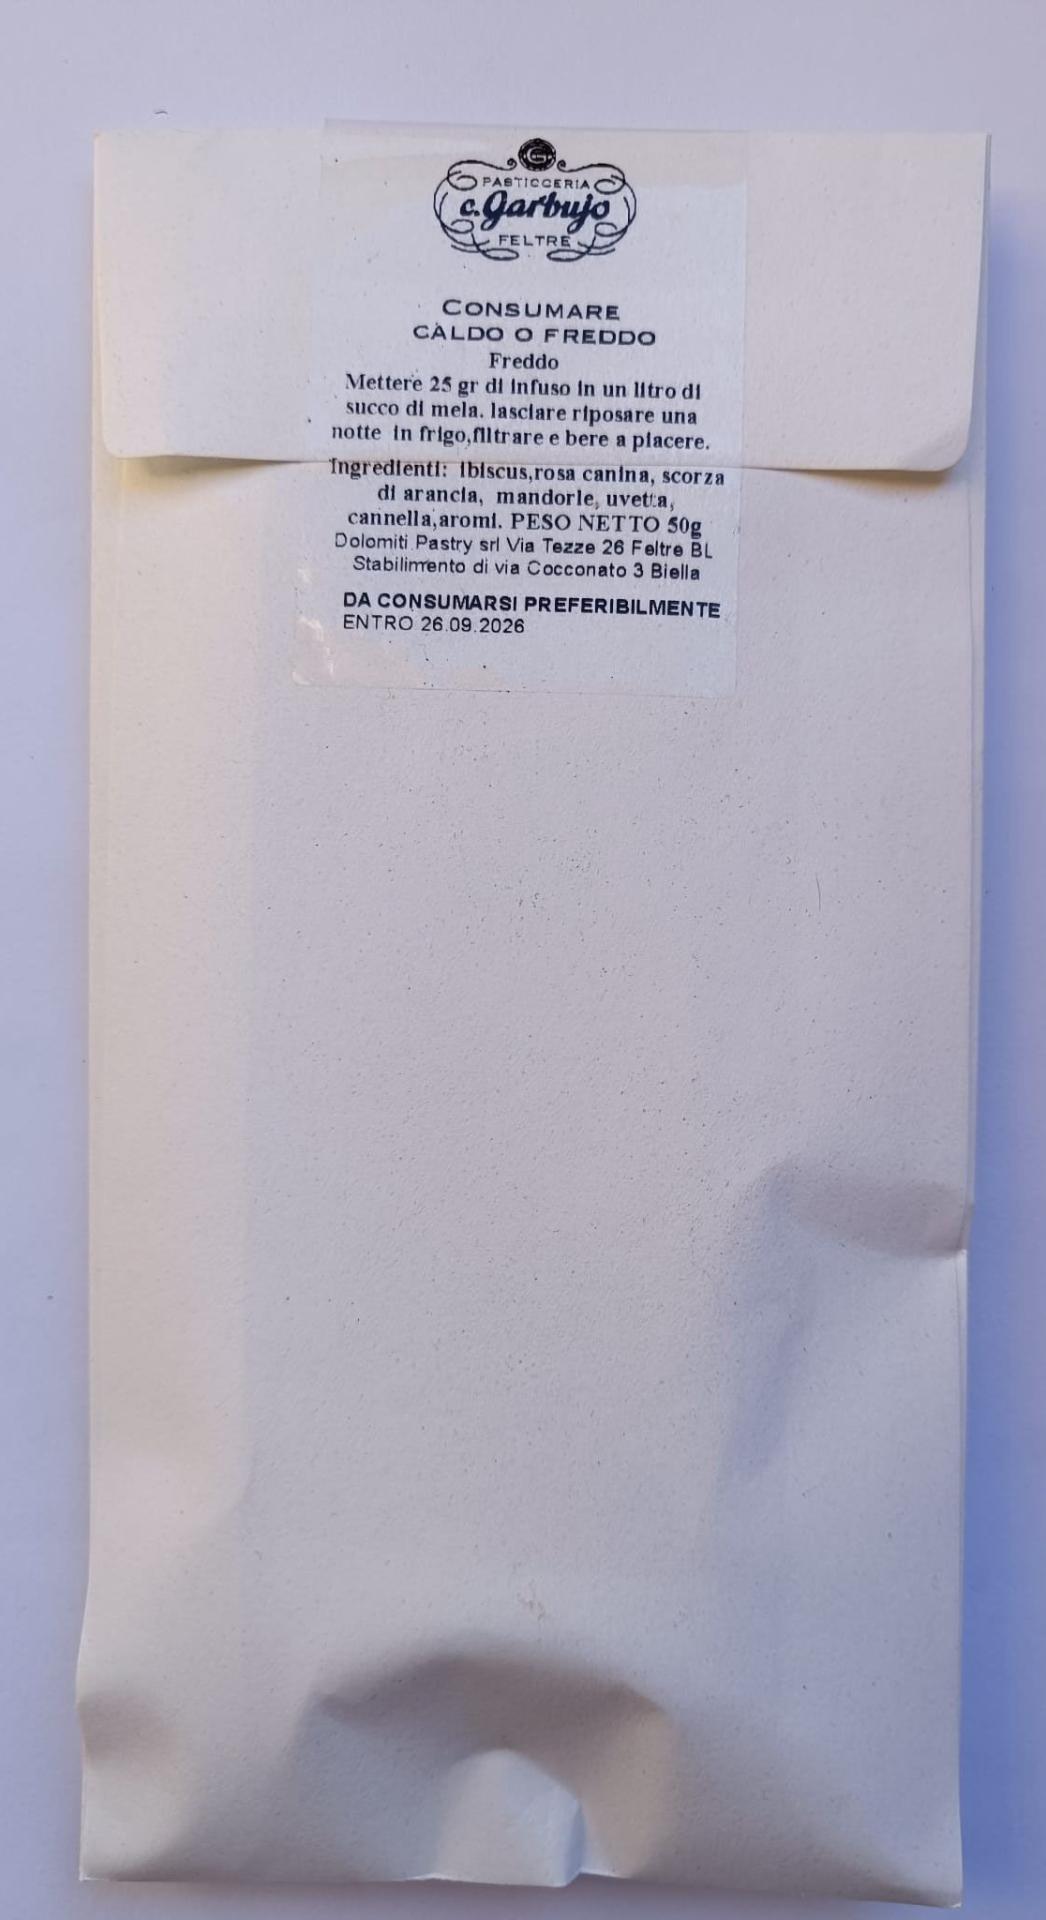 G
PASTICCERIA
c.Garbujo
FELTRE
CONSUMARE
CALDO O FREDDO
Freddo
Mettere 25 gr di infuso in un litro di
succo di mela. lasciare riposare una
notte in frigo,filtrare e bere a piacere.
Ingredienti: ibiscus,rosa canina, scorza
di arancia, mandorle, uvetta,
cannella,aromi. PESO NETTO 50g
Dolomiti Pastry srl Via Tezze 26 Feltre BL
Stabilimento di via Cocconato 3 Biella
DA CONSUMARSI PREFERIBILMENTE
ENTRO 26.09.2026